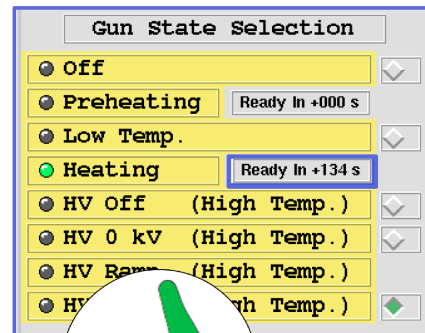 Gun State Selection
Off
Preheating Ready In +000 s
Low Temp.
Heating Ready In +134 s
HV Off (High Temp.)
HV 0 kV (High Temp.)
HV (High Temp.)
Temp.)